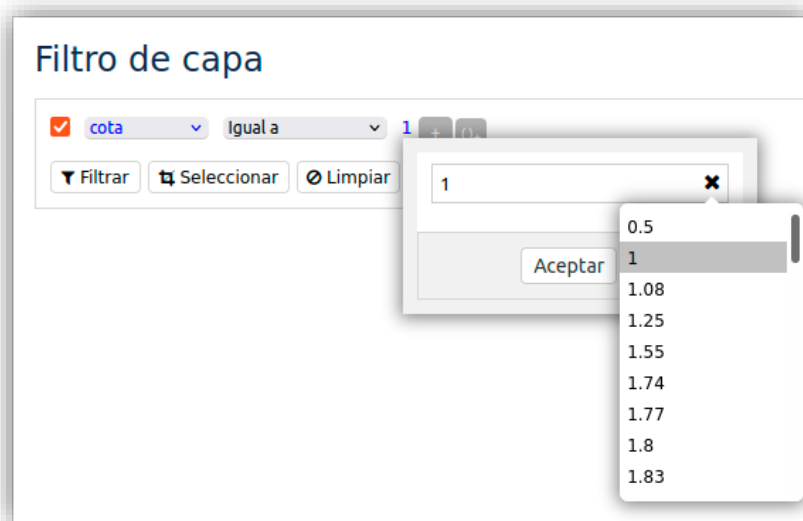 Filtro de capa
cota Igual a 1 +
Filtrar Seleccionar Limpiar
1
Aceptar
0.5
1
1.08
1.25
1.55
1.74
1.77
1.8
1.83